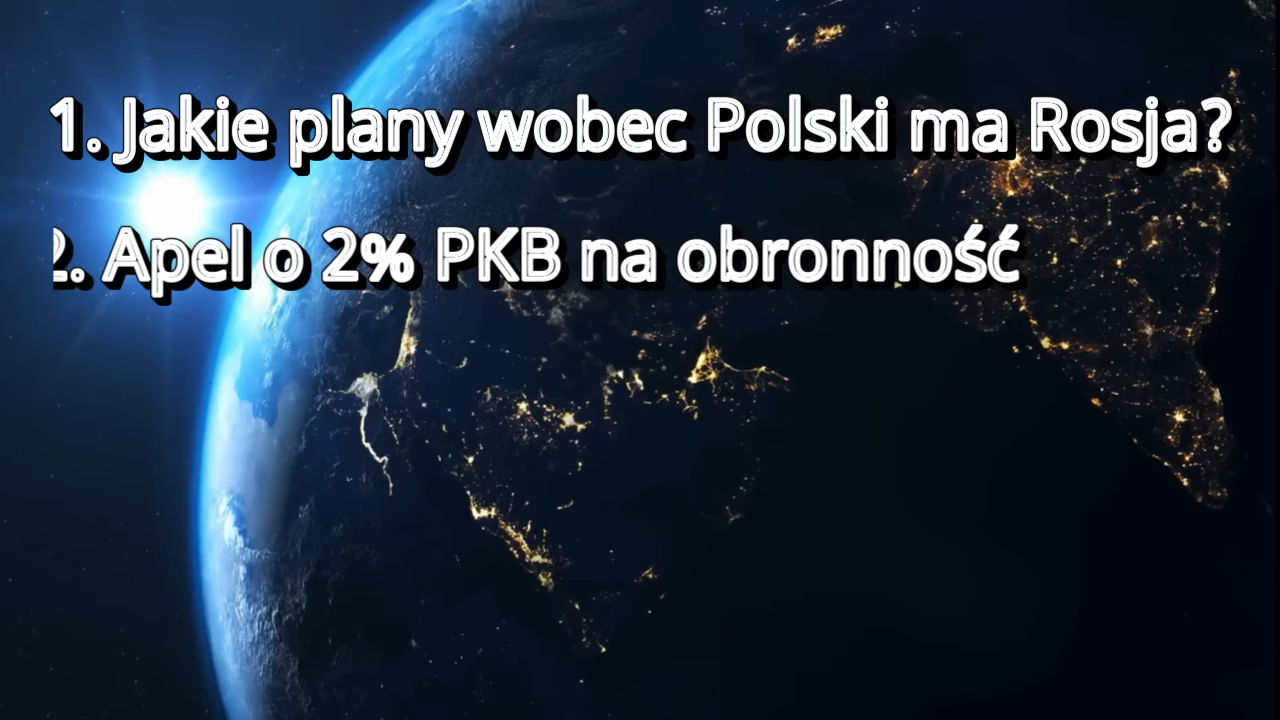 1. Jakie plany wobec Polski ma Rosja?
2. Apel o 2% PKB na obronność